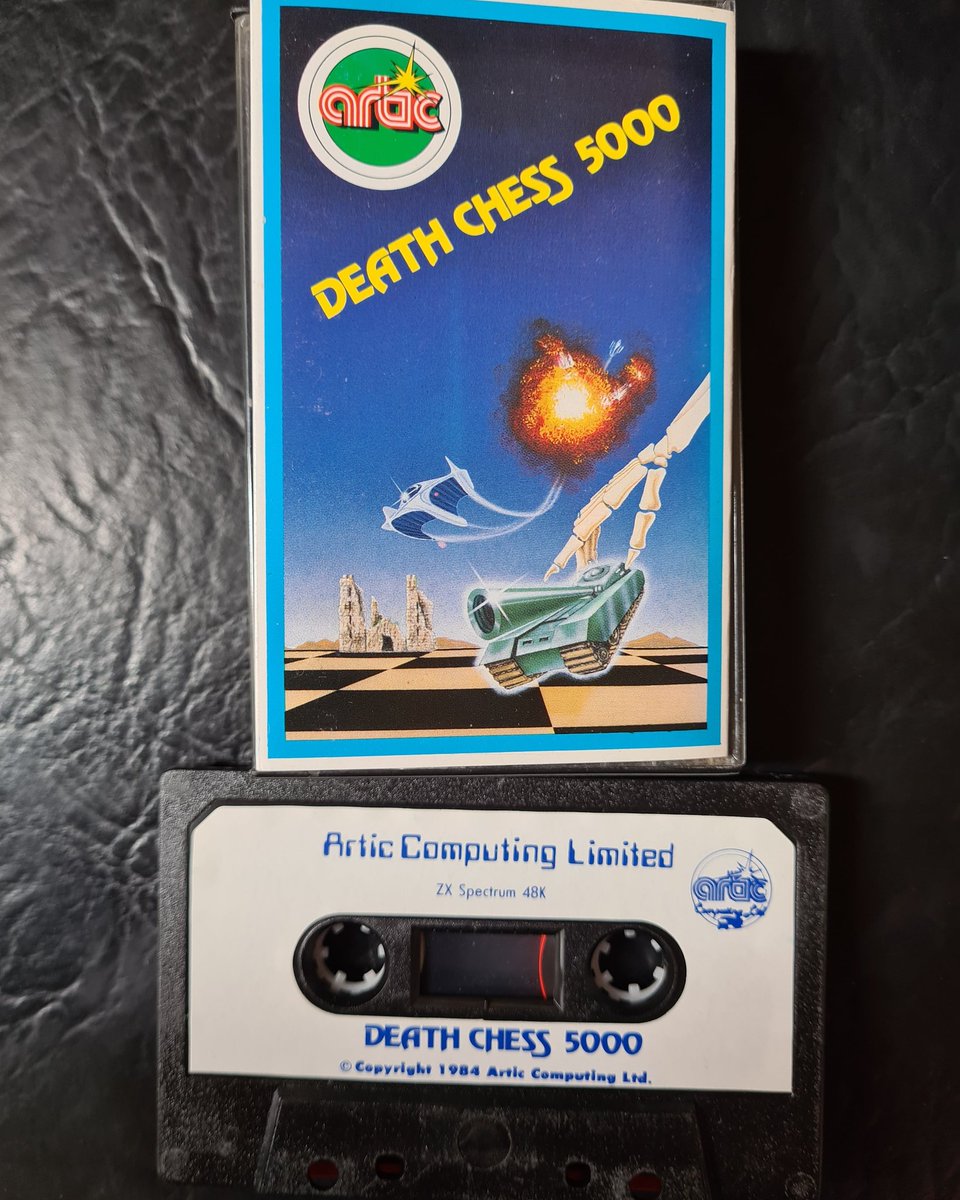 artic
DEATH CHESS 5000
Artic Computing Limited
ZX Spectrum 48K
artic
Computing
DEATH CHESS 5000
© Copyright 1984 Artic Computing Ltd.